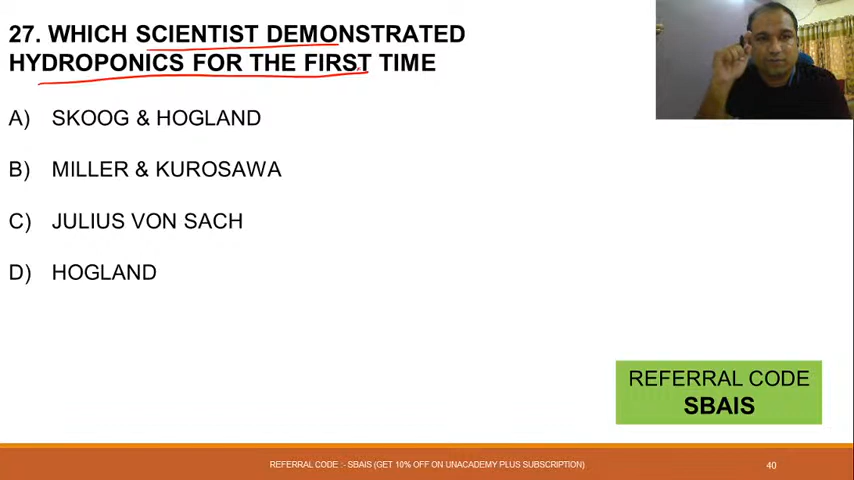 27. WHICH SCIENTIST DEMONSTRATED
HYDROPONICS FOR THE FIRST TIME
A) SKOOG & HOGLAND
B) MILLER & KUROSAWA
C) JULIUS VON SACH
D) HOGLAND
REFERRAL CODE
SBAIS
REFERRAL CODE :- SBAIS (GET 10% OFF ON UNACADEMY PLUS SUBSCRIPTION)
40